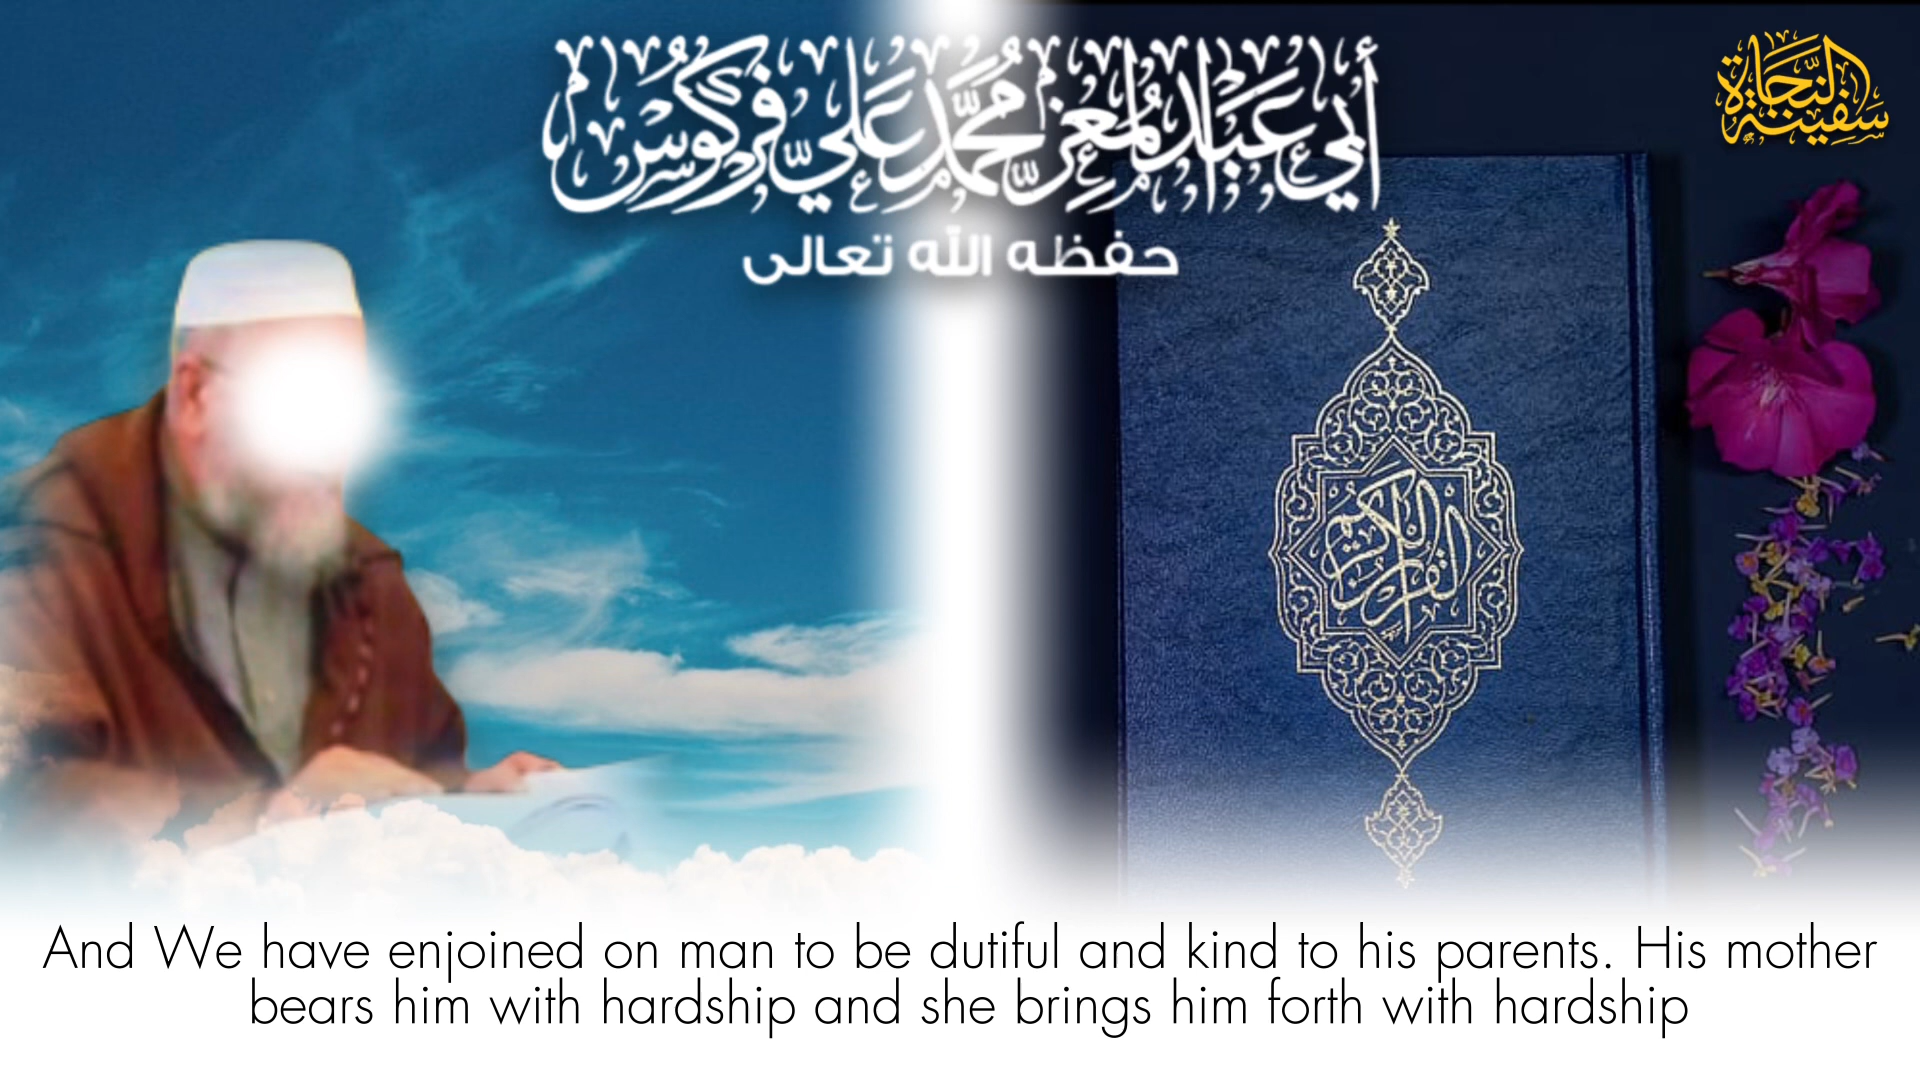 أبي عبد المعز محمد علي فركوس
حفظه الله تعالى
سفينة النجاة
القرآن الكريم
And We have enjoined on man to be dutiful and kind to his parents. His mother
bears him with hardship and she brings him forth with hardship